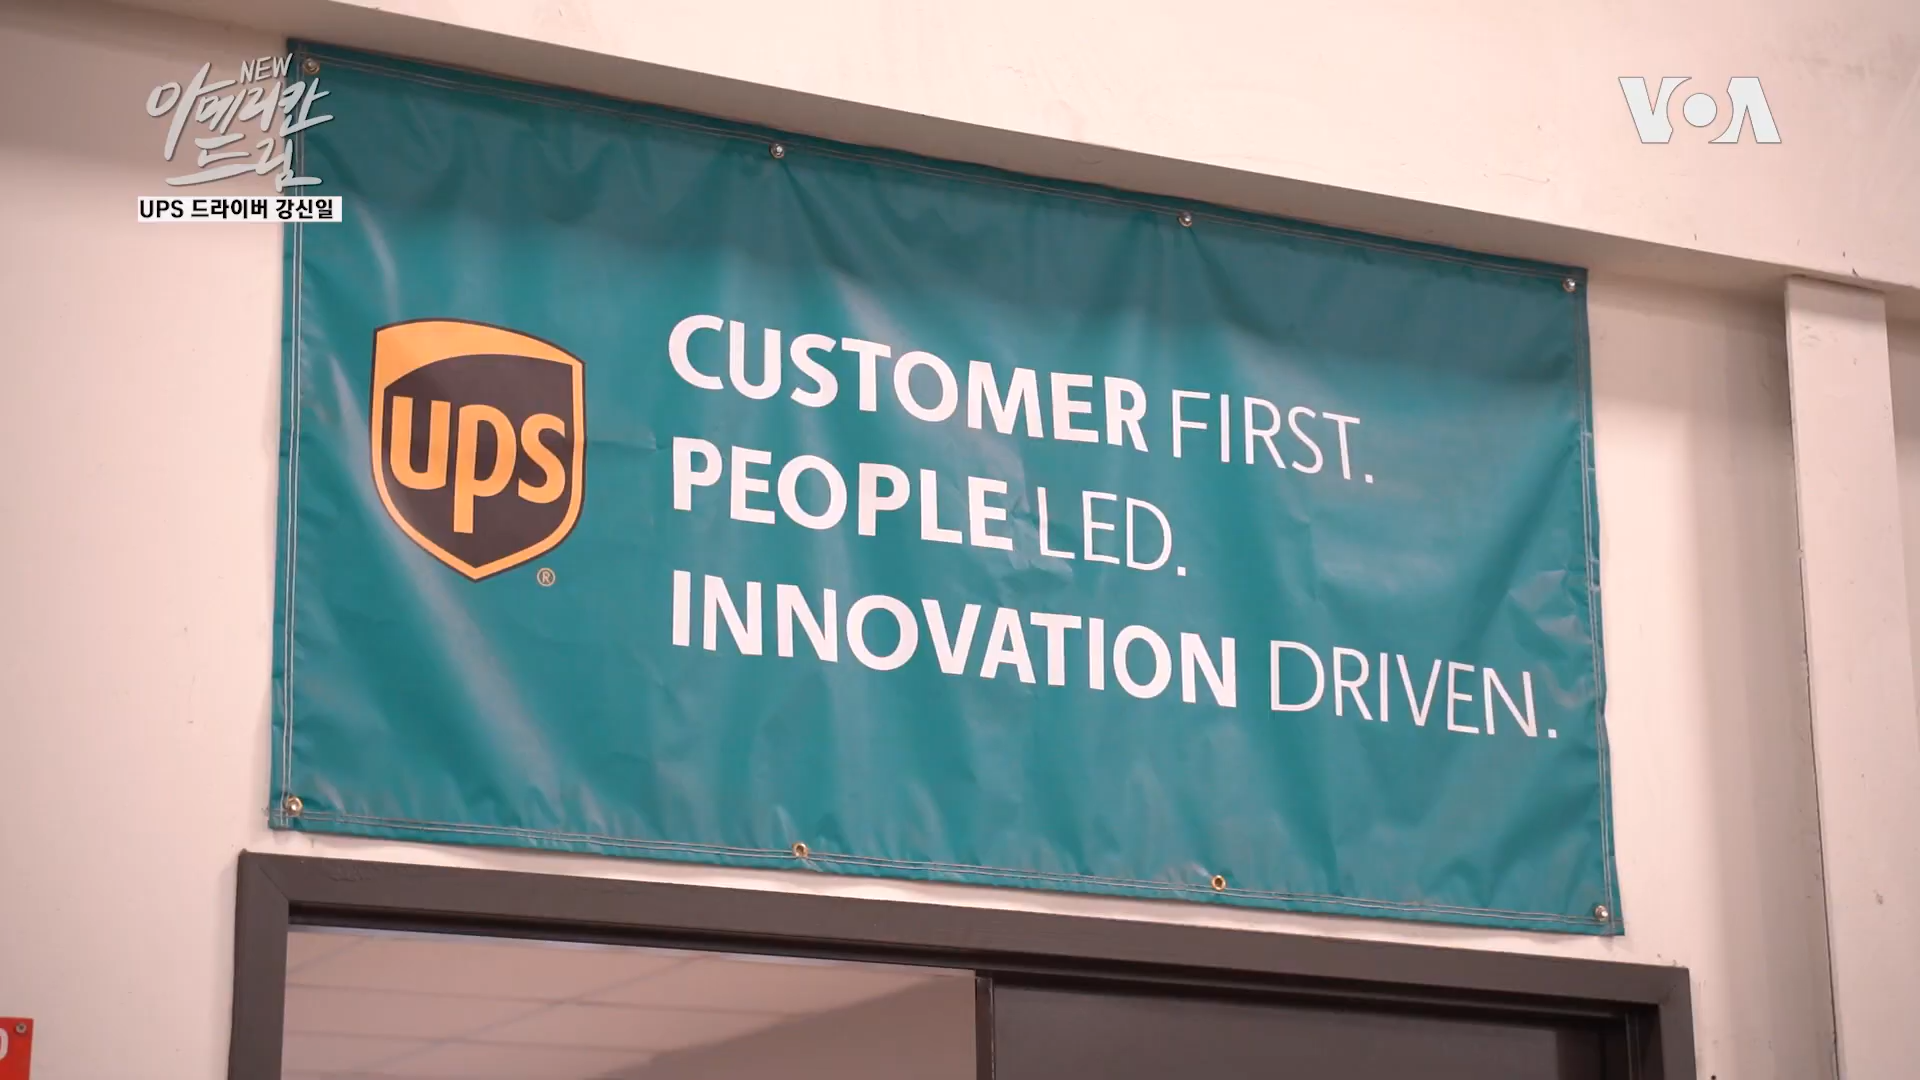 NEW
아메리칸
드림
UPS 드라이버 강신일
VOA
ups
®
CUSTOMER FIRST.
PEOPLE LED.
INNOVATION DRIVEN.